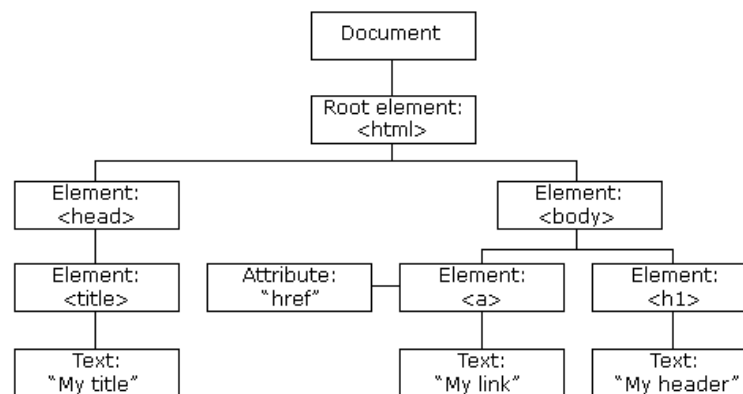 Document
Root element:
<html>
Element:
<head>
Element:
<body>
Element:
<title>
Attribute:
"href"
Element:
<a>
Element:
<h1>
Text:
"My title"
Text:
"My link"
Text:
"My header"